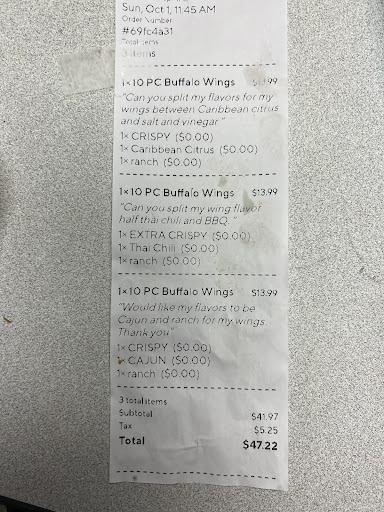 Sun, Oct 1, 11:45 AM
Order Number
#69fc4a31
Total items
3 items
1× 10 PC Buffalo Wings $13.99
"Can you split my flavors for my
wings between Caribbean citrus
and salt and vinegar"
1× CRISPY ($0.00)
1× Caribbean Citrus ($0.00)
1× ranch ($0.00)
1× 10 PC Buffalo Wings $13.99
"Can you split my wing flavor
half thai chili and BBQ. "
1× EXTRA CRISPY ($0.00)
1× Thai Chili ($0.00)
1× ranch ($0.00)
1× 10 PC Buffalo Wings $13.99
"Would like my flavors to be
Cajun and ranch for my wings.
Thank you"
1× CRISPY ($0.00)
CAJUN ($0.00)
1× ranch ($0.00)
3 total items
Subtotal $41.97
Tax $5.25
Total $47.22